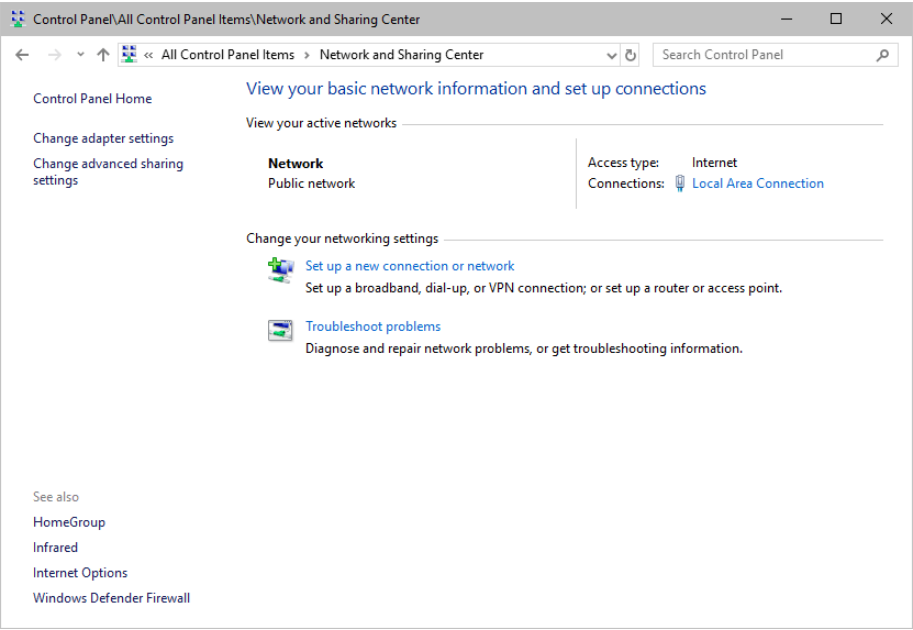 Control Panel\All Control Panel Items\Network and Sharing Center
« All Control Panel Items › Network and Sharing Center
Search Control Panel
Control Panel Home
Change adapter settings
Change advanced sharing
settings
View your basic network information and set up connections
View your active networks
Network
Public network
Access type: Internet
Connections: Local Area Connection
Change your networking settings
Set up a new connection or network
Set up a broadband, dial-up, or VPN connection; or set up a router or access point.
Troubleshoot problems
Diagnose and repair network problems, or get troubleshooting information.
See also
HomeGroup
Infrared
Internet Options
Windows Defender Firewall